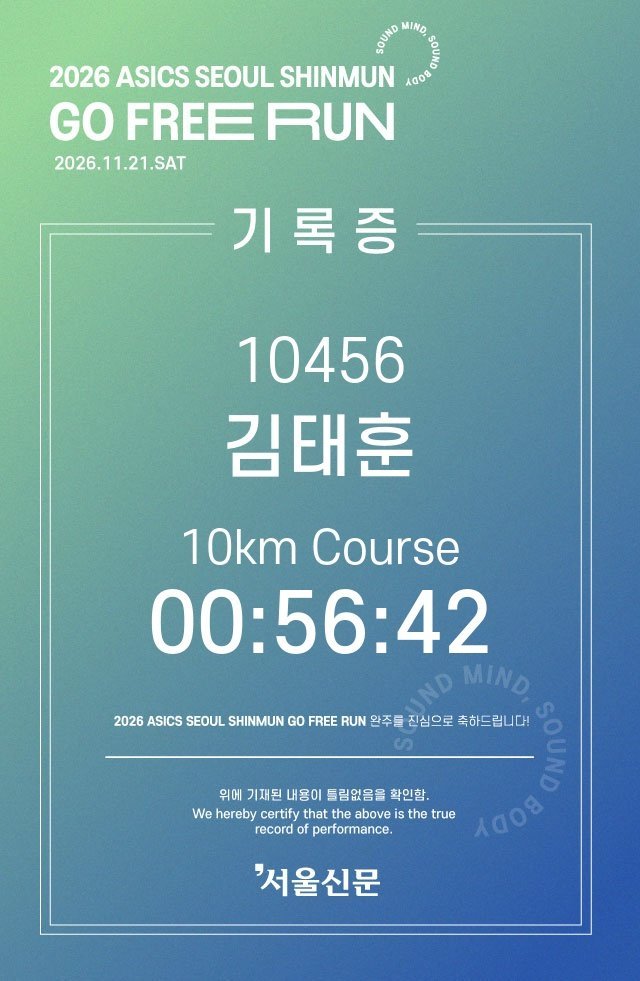 SOUND MIND, SOUND BODY
2026 ASICS SEOUL SHINMUN
GO FREE RUN
2026.11.21.SAT
기록증
10456
김태훈
10km Course
00:56:42
SOUND MIND, SOUND BODY
2026 ASICS SEOUL SHINMUN GO FREE RUN 완주를 진심으로 축하드립니다!
위에 기재된 내용이 틀림없음을 확인함.
We hereby certify that the above is the true
record of performance.
서울신문